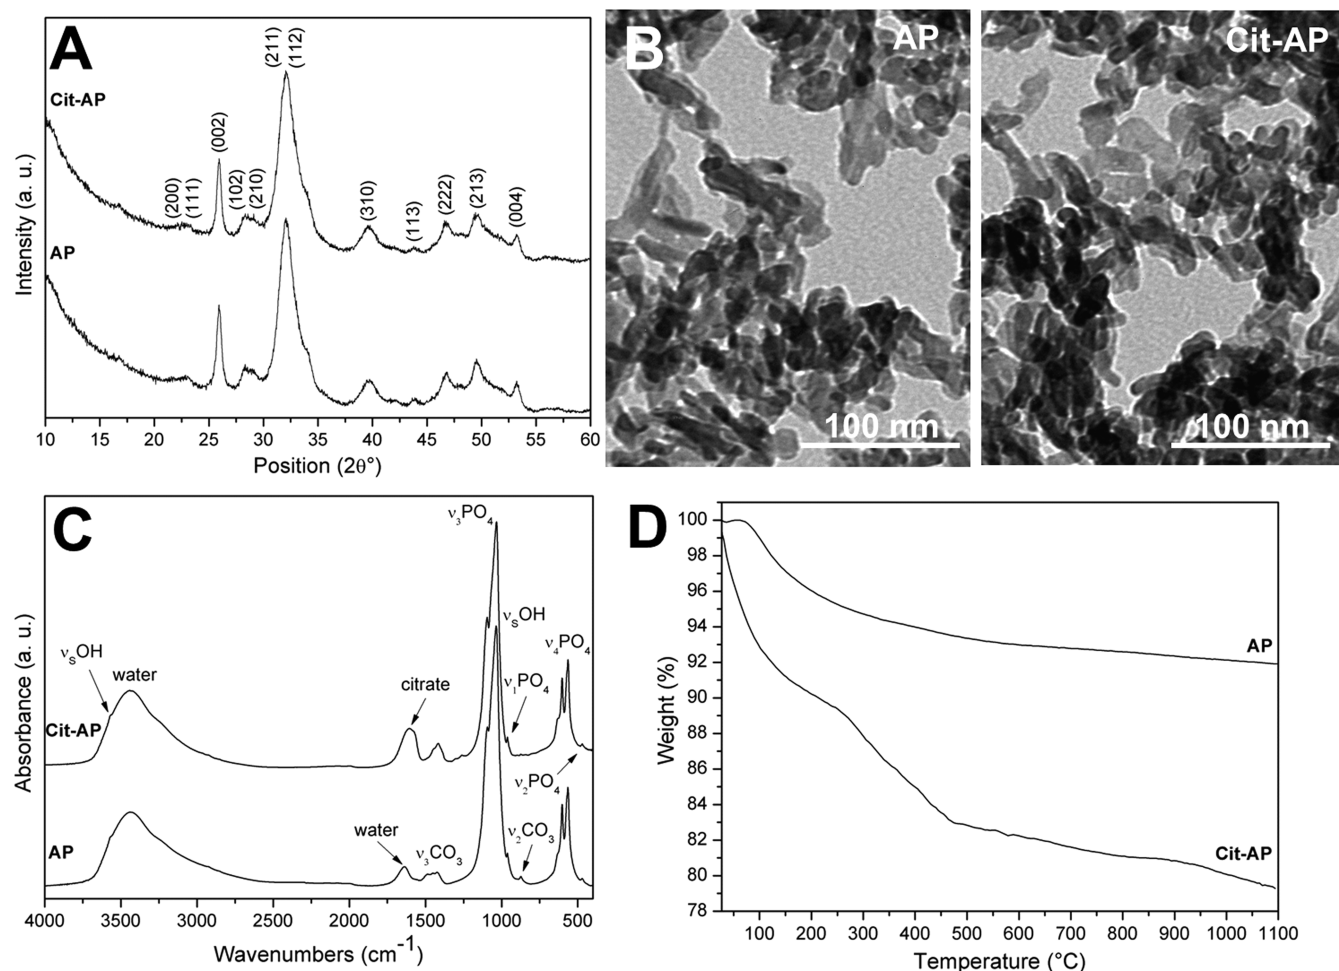 A
Intensity (a. u.)
Cit-AP
AP
(200)
(111)
(002)
(102)
(210)
(211)
(112)
(310)
(113)
(222)
(213)
(004)
10 15 20 25 30 35 40 45 50 55 60
Position (2θ°)
B
AP
100 nm
Cit-AP
100 nm
C
Absorbance (a. u.)
ν3PO4
νSOH
νSOH
water
citrate
ν1PO4
ν4PO4
Cit-AP
ν2PO4
water
ν3CO3
ν2CO3
AP
4000 3500 3000 2500 2000 1500 1000 500
Wavenumbers (cm-1)
D
Weight (%)
100
98
96
94
92
90
88
86
84
82
80
78
AP
Cit-AP
100 200 300 400 500 600 700 800 900 1000 1100
Temperature (°C)